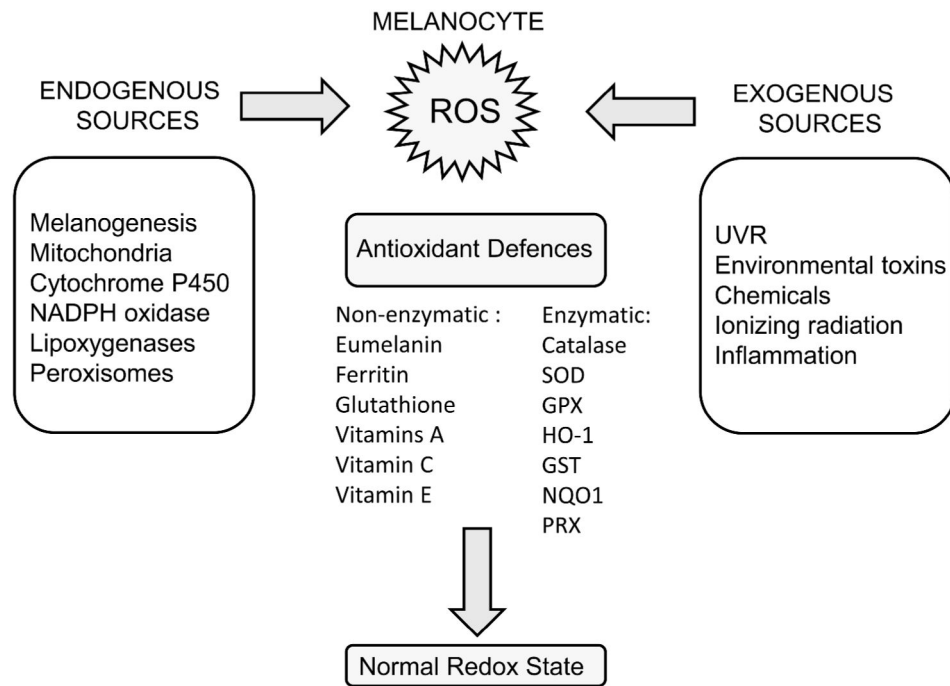 MELANOCYTE
ROS
ENDOGENOUS
SOURCES
Melanogenesis
Mitochondria
Cytochrome P450
NADPH oxidase
Lipoxygenases
Peroxisomes
EXOGENOUS
SOURCES
UVR
Environmental toxins
Chemicals
Ionizing radiation
Inflammation
Antioxidant Defences
Non-enzymatic :
Eumelanin
Ferritin
Glutathione
Vitamins A
Vitamin C
Vitamin E
Enzymatic:
Catalase
SOD
GPX
HO-1
GST
NQO1
PRX
Normal Redox State